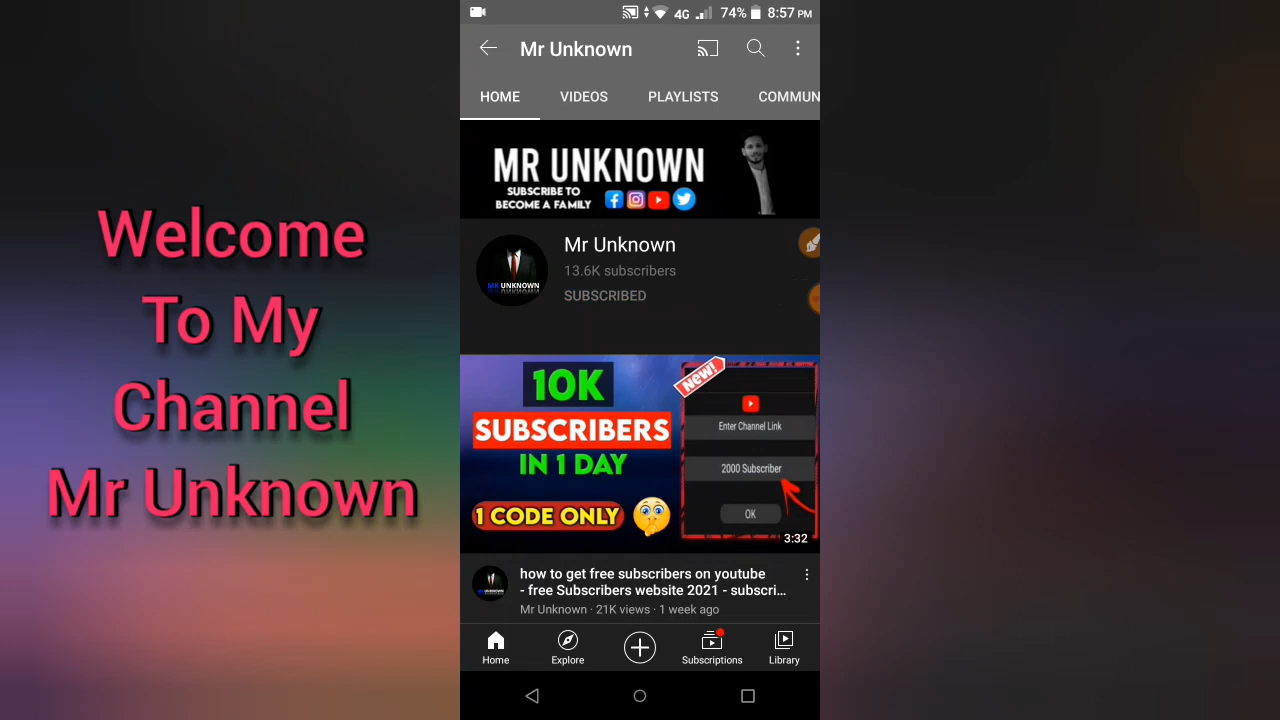 Welcome
To My
Channel
Mr Unknown
4G 74% 8:57 PM
Mr Unknown
HOME VIDEOS PLAYLISTS COMMUN
MR UNKNOWN
SUBSCRIBE TO
BECOME A FAMILY
Mr Unknown
13.6K subscribers
SUBSCRIBED
MR UNKNOWN
10K
SUBSCRIBERS
IN 1 DAY
1 CODE ONLY
New!
Enter Channel Link
2000 Subscriber
OK
3:32
how to get free subscribers on youtube
- free Subscribers website 2021 - subscri...
Mr Unknown · 21K views · 1 week ago
Home Explore Subscriptions Library